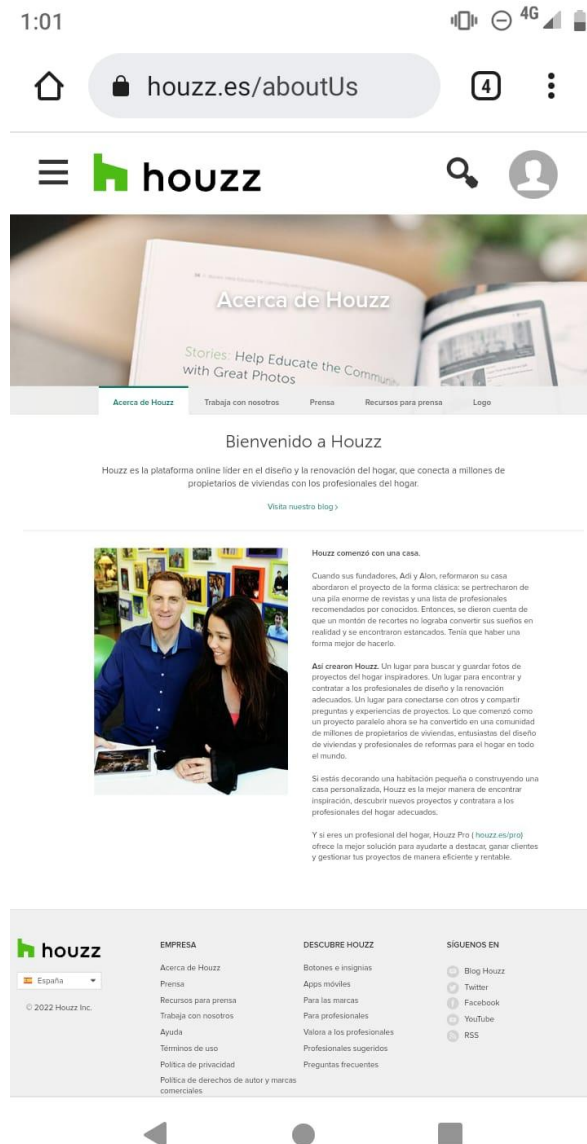 1:01
4G
houzz.es/aboutUs
4
houzz
Acerca de Houzz
Stories: Help Educate the Community
with Great Photos
Acerca de Houzz
Trabaja con nosotros
Prensa
Recursos para prensa
Logo
Bienvenido a Houzz
Houzz es la plataforma online líder en el diseño y la renovación del hogar, que conecta a millones de
propietarios de viviendas con los profesionales del hogar.
Visita nuestro blog >
Houzz comenzó con una casa.
Cuando sus fundadores, Adi y Alon, reformaron su casa
abordaron el proyecto de la forma clásica: se pertrecharon de
una pila enorme de revistas y una lista de profesionales
recomendados por conocidos. Entonces, se dieron cuenta de
que un montón de recortes no lograba convertir sus sueños en
realidad y se encontraron estancados. Tenía que haber una
forma mejor de hacerlo.
Así crearon Houzz. Un lugar para buscar y guardar fotos de
proyectos del hogar inspiradores. Un lugar para encontrar y
contratar a los profesionales de diseño y la renovación
adecuados. Un lugar para conectarse con otros y compartir
preguntas y experiencias de proyectos. Lo que comenzó como
un proyecto paralelo ahora se ha convertido en una comunidad
de millones de propietarios de viviendas, entusiastas del diseño
de viviendas y profesionales de reformas para el hogar en todo
el mundo.
Si estás decorando una habitación pequeña o construyendo una
casa personalizada, Houzz es la mejor manera de encontrar
inspiración, descubrir nuevos proyectos y contratara a los
profesionales del hogar adecuados.
Y si eres un profesional del hogar, Houzz Pro ( houzz.es/pro)
ofrece la mejor solución para ayudarte a destacar, ganar clientes
y gestionar tus proyectos de manera eficiente y rentable.
houzz
España
© 2022 Houzz Inc.
EMPRESA
Acerca de Houzz
Prensa
Recursos para prensa
Trabaja con nosotros
Ayuda
Términos de uso
Política de privacidad
Política de derechos de autor y marcas
comerciales
DESCUBRE HOUZZ
Botones e insignias
Apps móviles
Para las marcas
Para profesionales
Valora a los profesionales
Profesionales sugeridos
Preguntas frecuentes
SÍGUENOS EN
Blog Houzz
Twitter
Facebook
YouTube
RSS